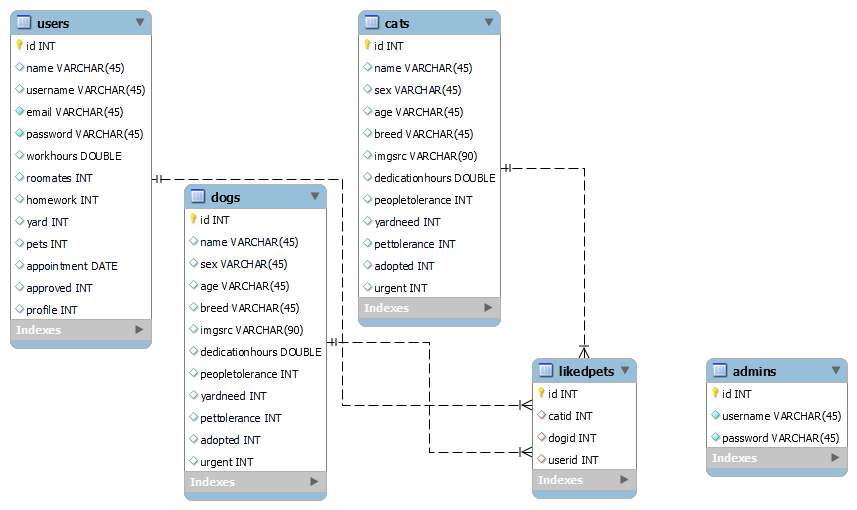 users
id INT
name VARCHAR(45)
username VARCHAR(45)
email VARCHAR(45)
password VARCHAR(45)
workhours DOUBLE
roomates INT
homework INT
yard INT
pets INT
appointment DATE
approved INT
profile INT
Indexes
dogs
id INT
name VARCHAR(45)
sex VARCHAR(45)
age VARCHAR(45)
breed VARCHAR(45)
imgsrc VARCHAR(90)
dedicationhours DOUBLE
peopletolerance INT
yardneed INT
pettolerance INT
adopted INT
urgent INT
Indexes
cats
id INT
name VARCHAR(45)
sex VARCHAR(45)
age VARCHAR(45)
breed VARCHAR(45)
imgsrc VARCHAR(90)
dedicationhours DOUBLE
peopletolerance INT
yardneed INT
pettolerance INT
adopted INT
urgent INT
Indexes
likedpets
id INT
catid INT
dogid INT
userid INT
Indexes
admins
id INT
username VARCHAR(45)
password VARCHAR(45)
Indexes